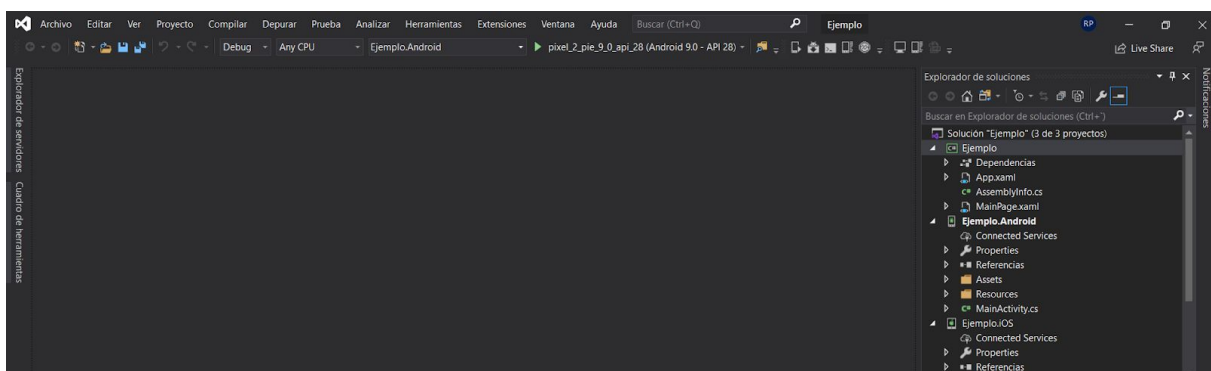 Archivo Editar Ver Proyecto Compilar Depurar Prueba Analizar Herramientas Extensiones Ventana Ayuda Buscar (Ctrl+Q) Ejemplo RP
Debug Any CPU Ejemplo.Android pixel_2_pie_9_0_api_28 (Android 9.0 - API 28) Live Share
Explorador de servidores
Cuadro de herramientas
Explorador de soluciones
Buscar en Explorador de soluciones (Ctrl+¨)
Solución "Ejemplo" (3 de 3 proyectos)
C# Ejemplo
Dependencias
App.xaml
C# AssemblyInfo.cs
MainPage.xaml
Ejemplo.Android
Connected Services
Properties
Referencias
Assets
Resources
C# MainActivity.cs
Ejemplo.iOS
Connected Services
Properties
Referencias
Notificaciones